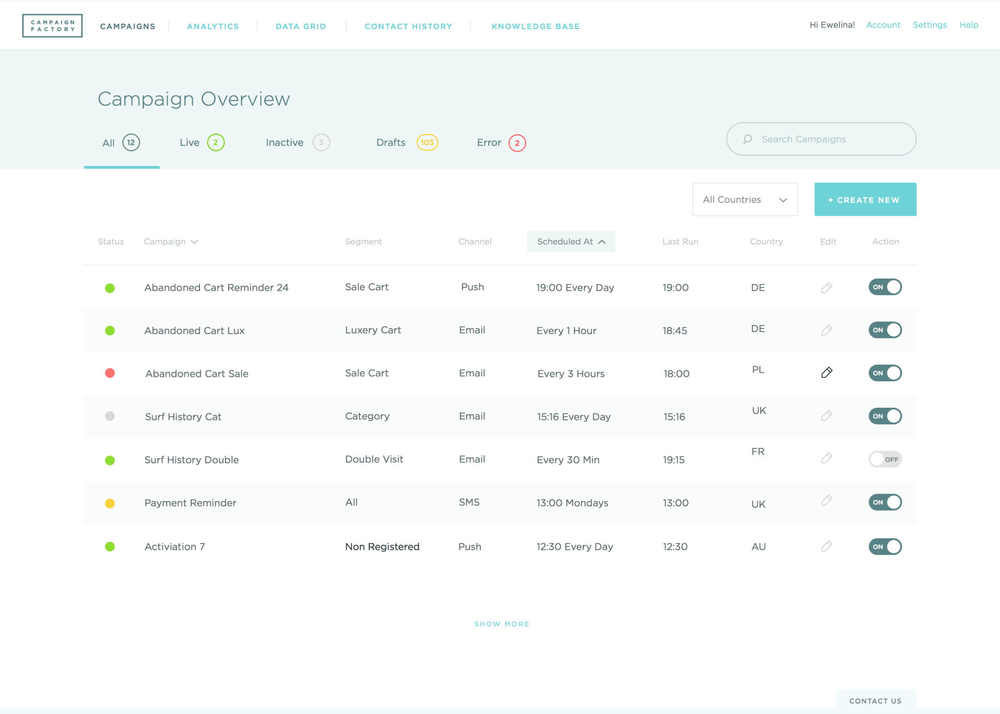 CAMPAIGN
FACTORY
CAMPAIGNS ANALYTICS DATA GRID CONTACT HISTORY KNOWLEDGE BASE Hi Ewelina! Account Settings Help
Campaign Overview
All 12 Live 2 Inactive 3 Drafts 103 Error 2 Search Campaigns
All Countries + CREATE NEW
Status Campaign Segment Channel Scheduled At Last Run Country Edit Action
Abandoned Cart Reminder 24 Sale Cart Push 19:00 Every Day 19:00 DE ON
Abandoned Cart Lux Luxery Cart Email Every 1 Hour 18:45 DE ON
Abandoned Cart Sale Sale Cart Email Every 3 Hours 18:00 PL ON
Surf History Cat Category Email 15:16 Every Day 15:16 UK ON
Surf History Double Double Visit Email Every 30 Min 19:15 FR OFF
Payment Reminder All SMS 13:00 Mondays 13:00 UK ON
Activiation 7 Non Registered Push 12:30 Every Day 12:30 AU ON
SHOW MORE
CONTACT US